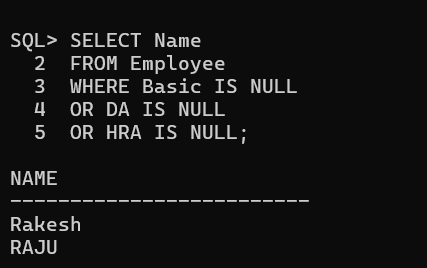 SQL> SELECT Name
  2  FROM Employee
  3  WHERE Basic IS NULL
  4  OR DA IS NULL
  5  OR HRA IS NULL;

NAME
-------------------------
Rakesh
RAJU